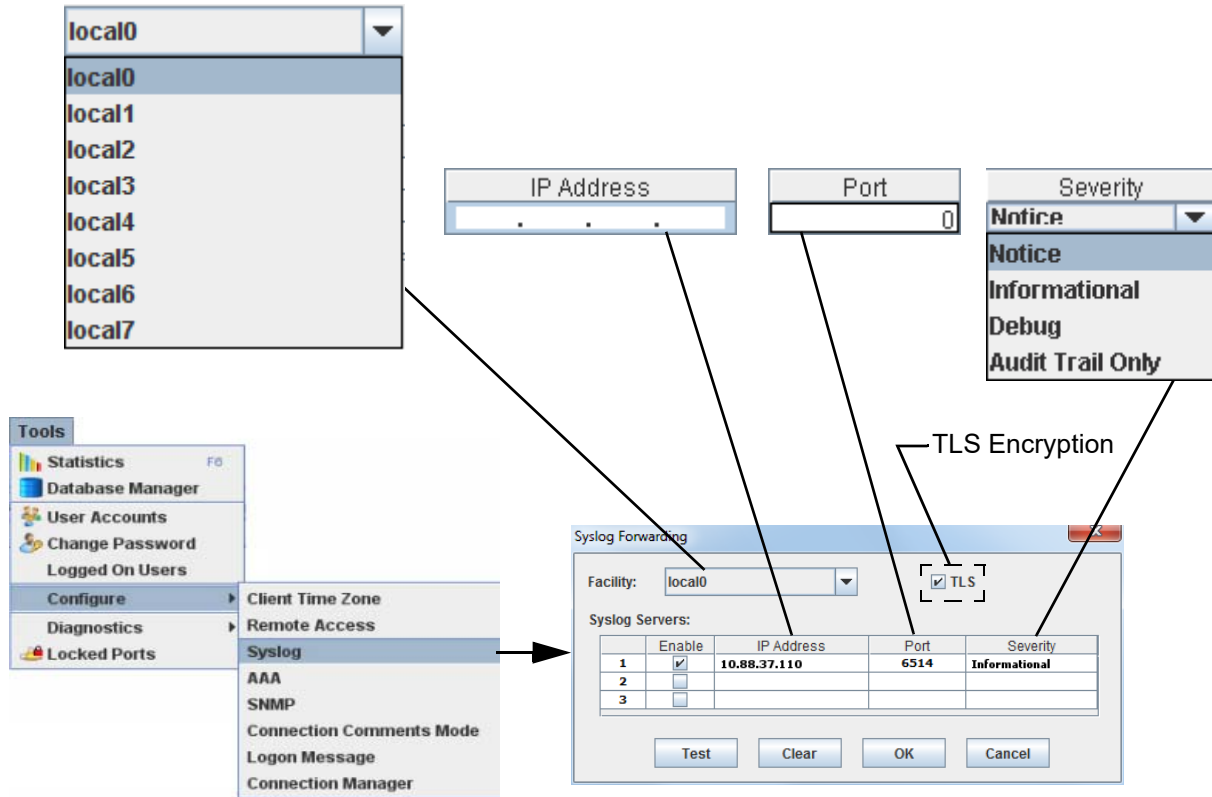 local0
local0
local1
local2
local3
local4
local5
local6
local7
IP Address
. . .
Port
0
Severity
Notice
Notice
Informational
Debug
Audit Trail Only
Tools
Statistics F6
Database Manager
User Accounts
Change Password
Logged On Users
Configure
Diagnostics
Locked Ports
Client Time Zone
Remote Access
Syslog
AAA
SNMP
Connection Comments Mode
Logon Message
Connection Manager
TLS Encryption
Syslog Forwarding
Facility: local0 TLS
Syslog Servers:
Enable IP Address Port Severity
1 10.88.37.110 6514 Informational
2
3
Test Clear OK Cancel